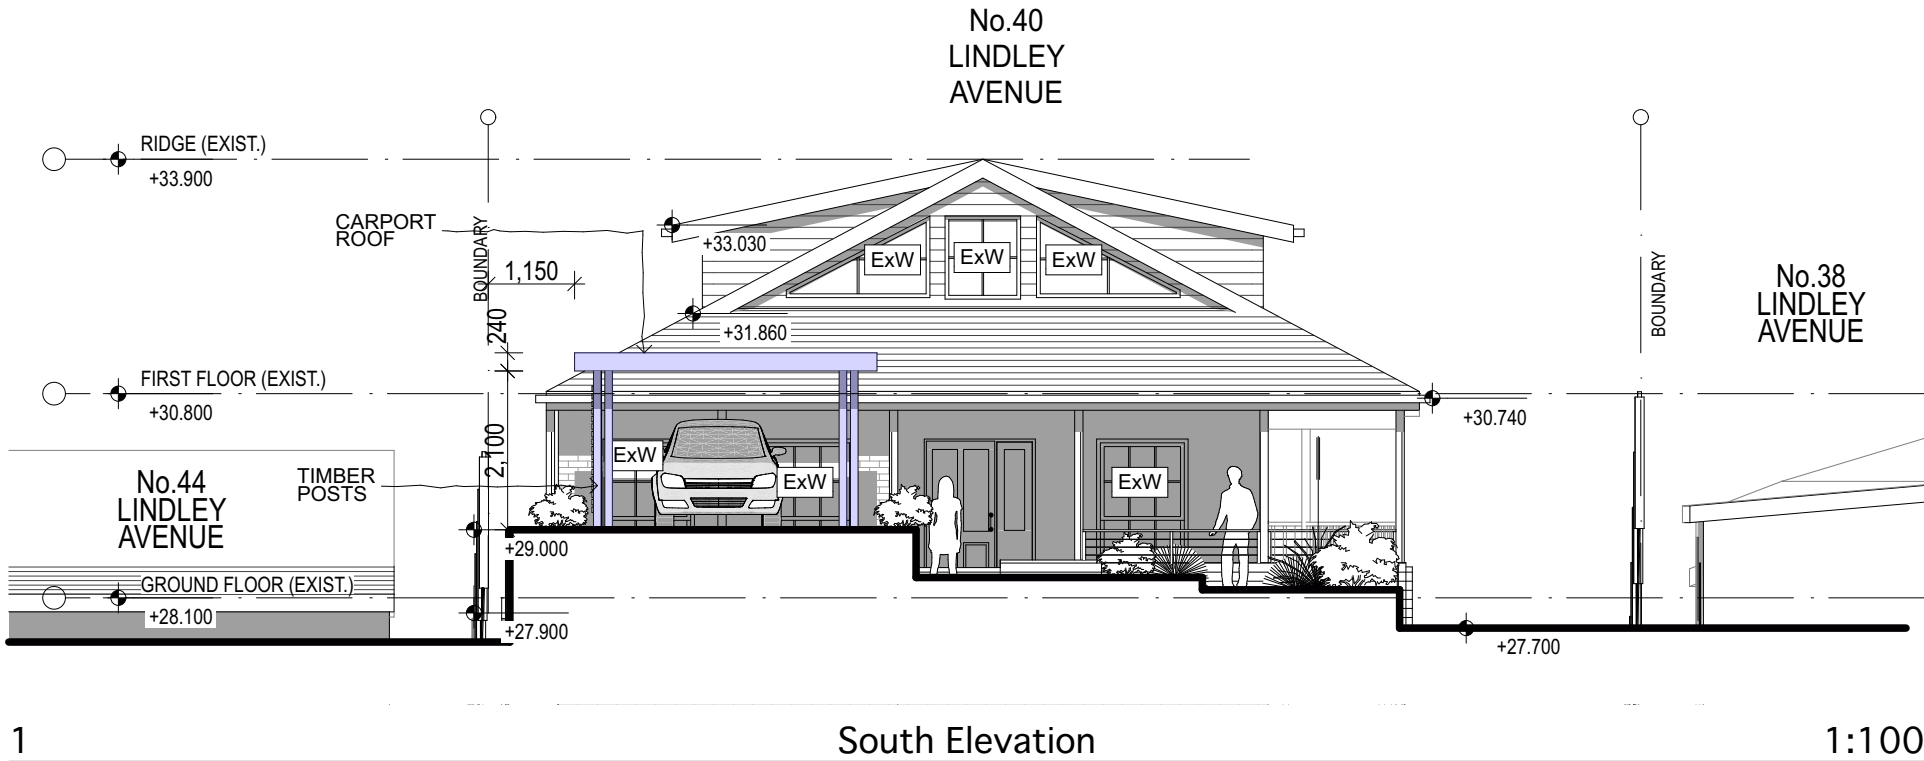 No.40
LINDLEY
AVENUE
RIDGE (EXIST.)
+33.900
CARPORT
ROOF
BOUNDARY
1,150
240
+33.030
ExW
ExW
ExW
+31.860
BOUNDARY
No.38
LINDLEY
AVENUE
FIRST FLOOR (EXIST.)
+30.800
+30.740
2,100
TIMBER
POSTS
No.44
LINDLEY
AVENUE
ExW
ExW
ExW
+29.000
GROUND FLOOR (EXIST.)
+28.100
+27.900
+27.700
1
South Elevation
1:100